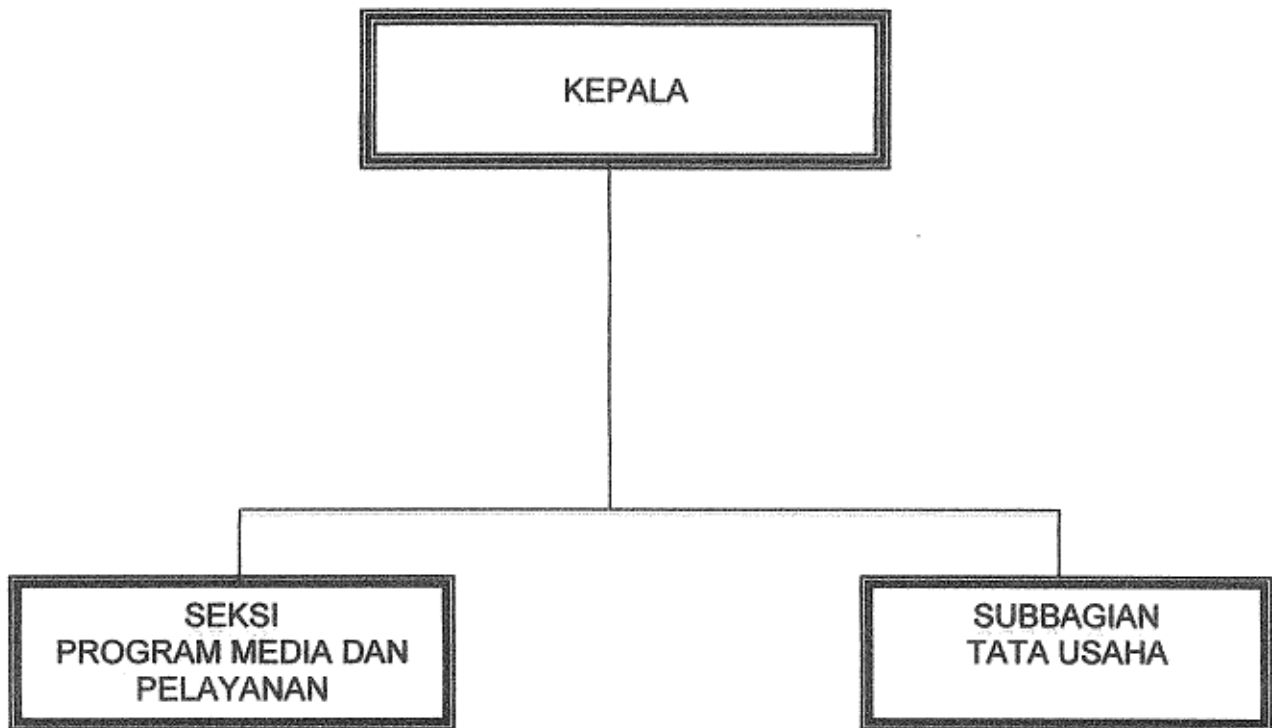 KEPALA
SEKSI
PROGRAM MEDIA DAN
PELAYANAN
SUBBAGIAN
TATA USAHA